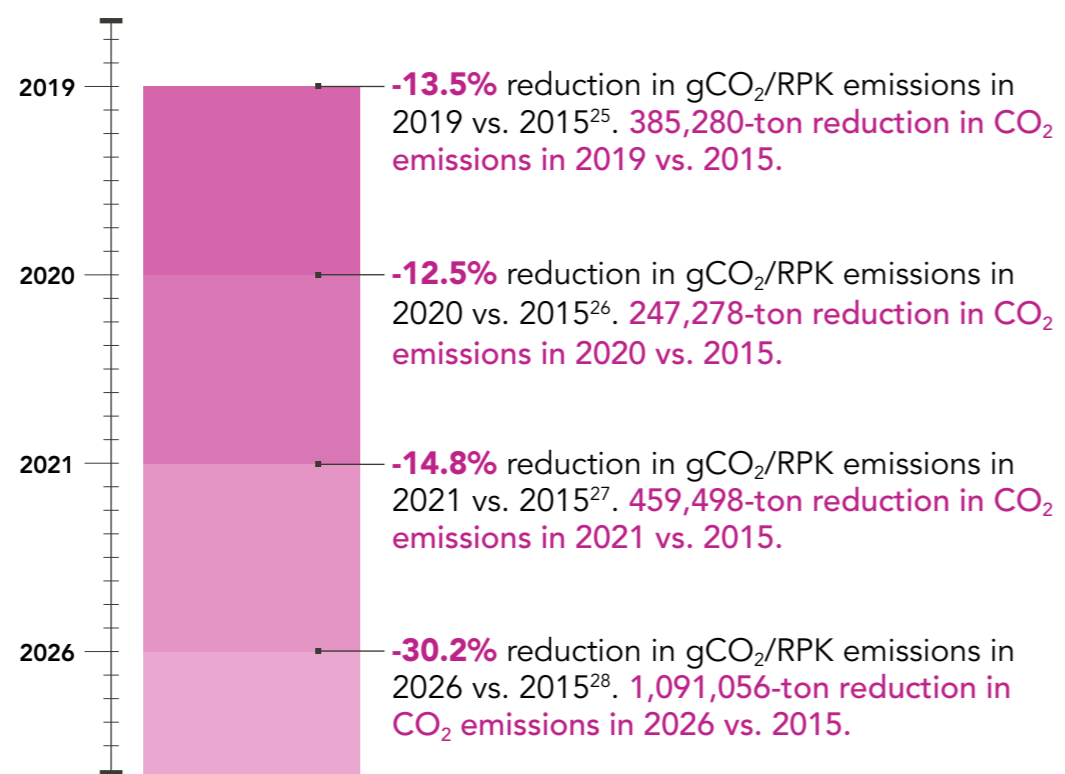 2019
-13.5% reduction in gCO₂/RPK emissions in
2019 vs. 2015²⁵. 385,280-ton reduction in CO₂
emissions in 2019 vs. 2015.
2020
-12.5% reduction in gCO₂/RPK emissions in
2020 vs. 2015²⁶. 247,278-ton reduction in CO₂
emissions in 2020 vs. 2015.
2021
-14.8% reduction in gCO₂/RPK emissions in
2021 vs. 2015²⁷. 459,498-ton reduction in CO₂
emissions in 2021 vs. 2015.
2026
-30.2% reduction in gCO₂/RPK emissions in
2026 vs. 2015²⁸. 1,091,056-ton reduction in
CO₂ emissions in 2026 vs. 2015.